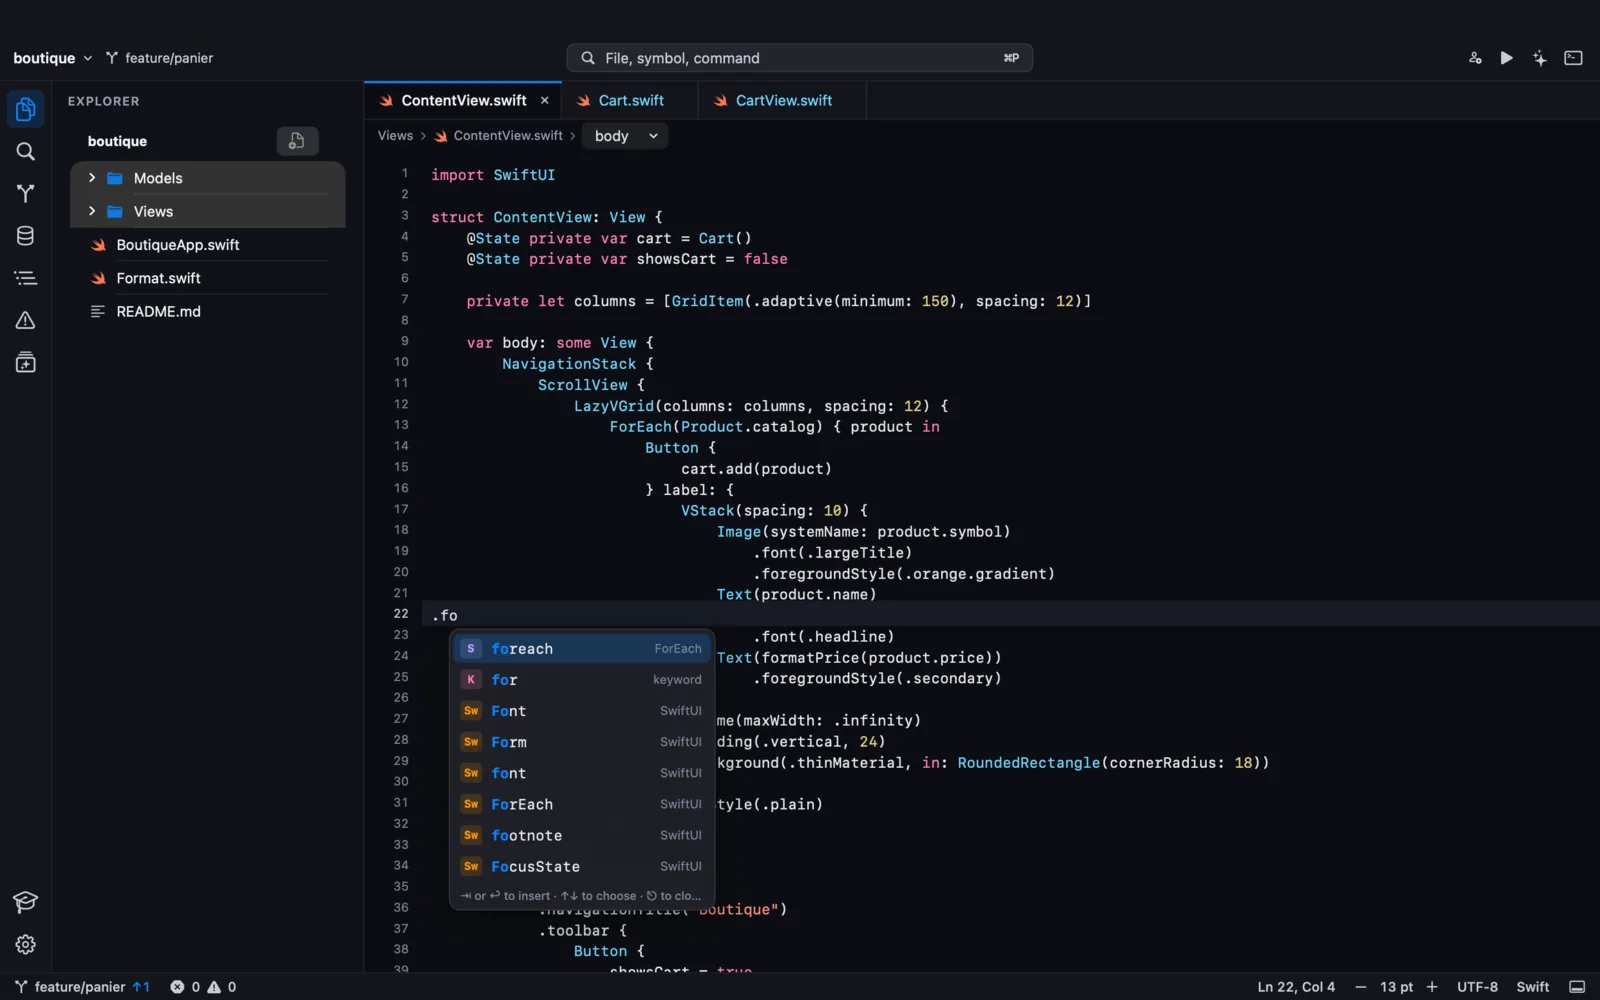 boutique
feature/panier
File, symbol, command
⌘P
EXPLORER
boutique
Models
Views
BoutiqueApp.swift
Format.swift
README.md
ContentView.swift ×
Cart.swift
CartView.swift
Views > ContentView.swift > body
1 import SwiftUI
2
3 struct ContentView: View {
4 @State private var cart = Cart()
5 @State private var showsCart = false
6
7 private let columns = [GridItem(.adaptive(minimum: 150), spacing: 12)]
8
9 var body: some View {
10 NavigationStack {
11 ScrollView {
12 LazyVGrid(columns: columns, spacing: 12) {
13 ForEach(Product.catalog) { product in
14 Button {
15 cart.add(product)
16 } label: {
17 VStack(spacing: 10) {
18 Image(systemName: product.symbol)
19 .font(.largeTitle)
20 .foregroundStyle(.orange.gradient)
21 Text(product.name)
22 .fo
23 .font(.headline)
24 Text(formatPrice(product.price))
25 .foregroundStyle(.secondary)
26
27 me(maxWidth: .infinity)
28 ding(.vertical, 24)
29 kground(.thinMaterial, in: RoundedRectangle(cornerRadius: 18))
30
31 tyle(.plain)
32
33
34
35
36 .navigationTitle("Boutique")
37 .toolbar {
38 Button {
39 showsCart = true
S foreach ForEach
K for keyword
Sw Font SwiftUI
Sw Form SwiftUI
Sw font SwiftUI
Sw ForEach SwiftUI
Sw footnote SwiftUI
Sw FocusState SwiftUI
⇥ or ↩ to insert · ↑↓ to choose · ⎋ to clo…
feature/panier ↑1
0
0
Ln 22, Col 4
— 13 pt +
UTF-8
Swift